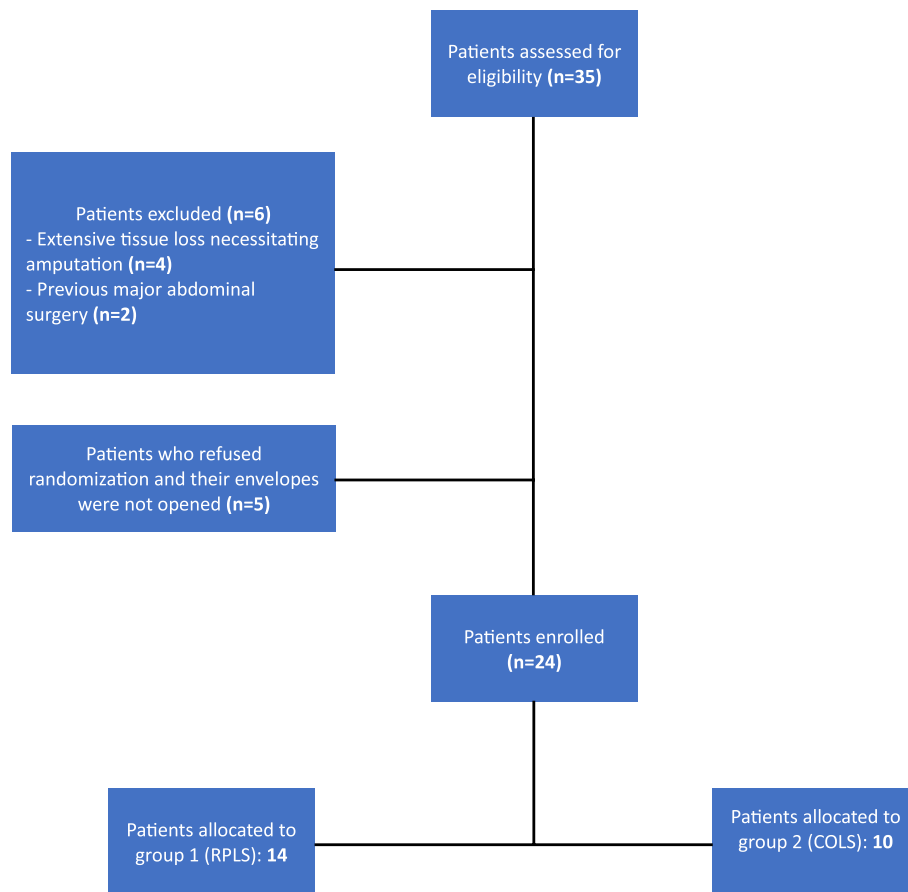 Patients assessed for
eligibility (n=35)
Patients excluded (n=6)
- Extensive tissue loss necessitating
amputation (n=4)
- Previous major abdominal
surgery (n=2)
Patients who refused
randomization and their envelopes
were not opened (n=5)
Patients enrolled
(n=24)
Patients allocated to
group 1 (RPLS): 14
Patients allocated to
group 2 (COLS): 10